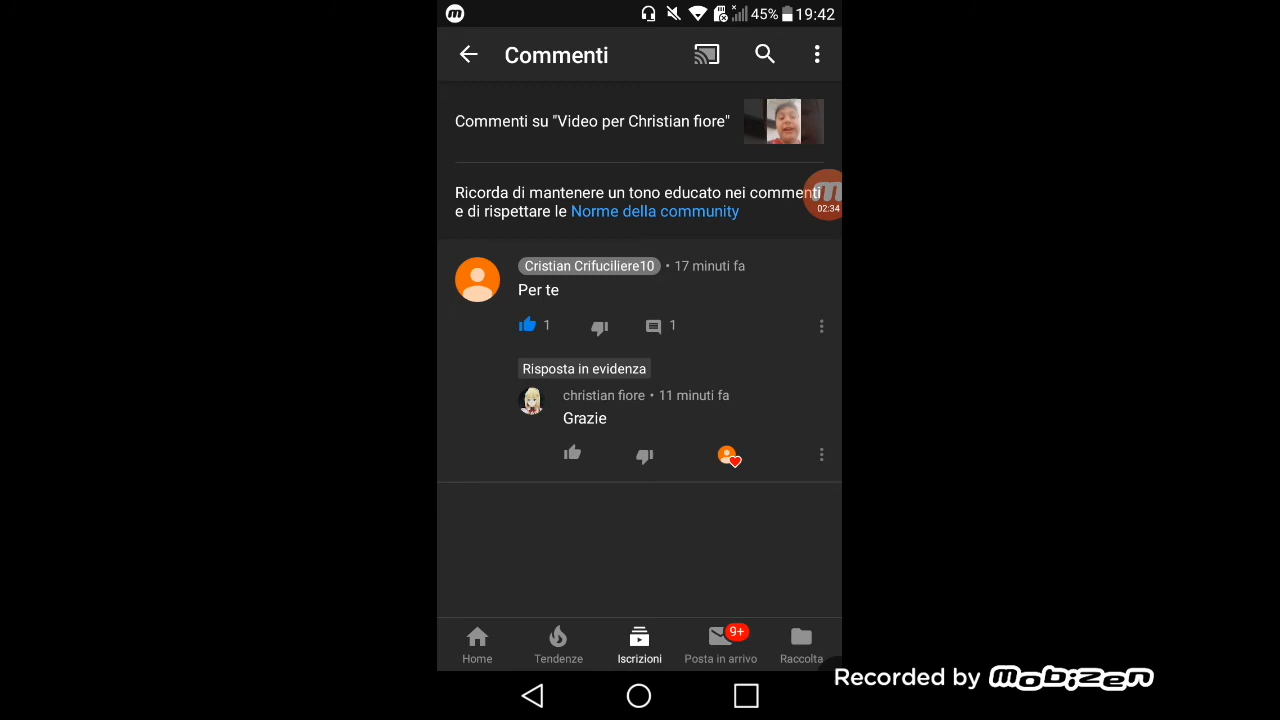 45% 19:42
Commenti
Commenti su "Video per Christian fiore"
Ricorda di mantenere un tono educato nei commenti
e di rispettare le Norme della community
02:34
Cristian Crifuciliere10 • 17 minuti fa
Per te
1 1
Risposta in evidenza
christian fiore • 11 minuti fa
Grazie
9+
Home Tendenze Iscrizioni Posta in arrivo Raccolta
Recorded by mobizen